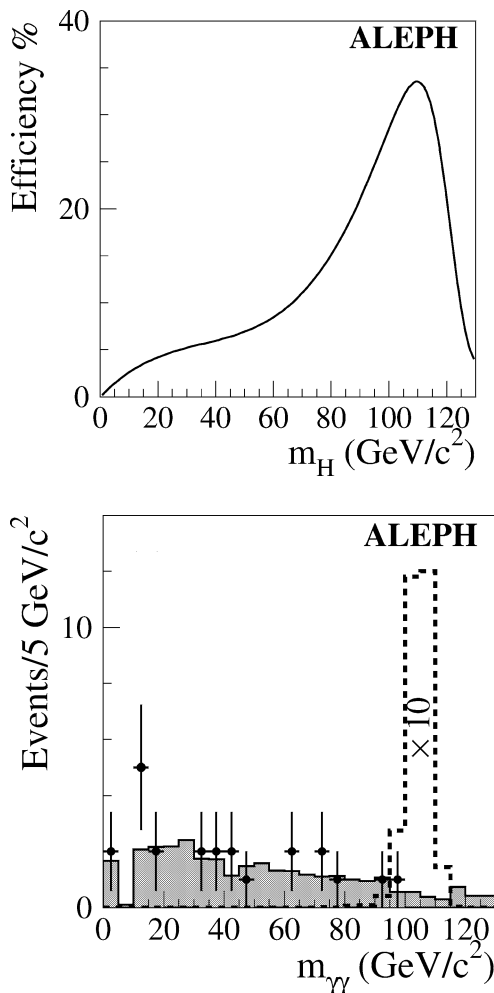 ALEPH
Efficiency %
40
20
0
0 20 40 60 80 100 120
m_H (GeV/c²)
ALEPH
Events/5 GeV/c²
10
0
× 10
0 20 40 60 80 100 120
m_γγ (GeV/c²)